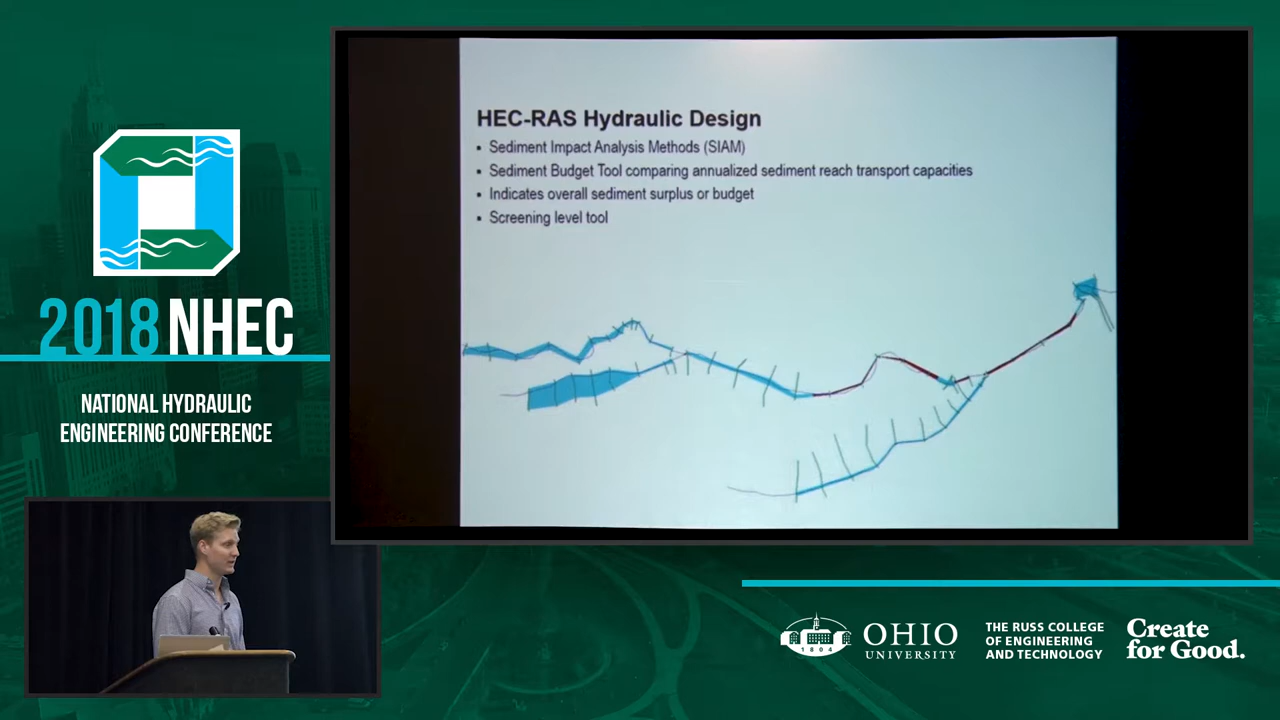 HEC-RAS Hydraulic Design
• Sediment Impact Analysis Methods (SIAM)
• Sediment Budget Tool comparing annualized sediment reach transport capacities
• Indicates overall sediment surplus or budget
• Screening level tool
2018 NHEC
NATIONAL HYDRAULIC
ENGINEERING CONFERENCE
1804
OHIO
UNIVERSITY
THE RUSS COLLEGE
OF ENGINEERING
AND TECHNOLOGY
Create
for Good.